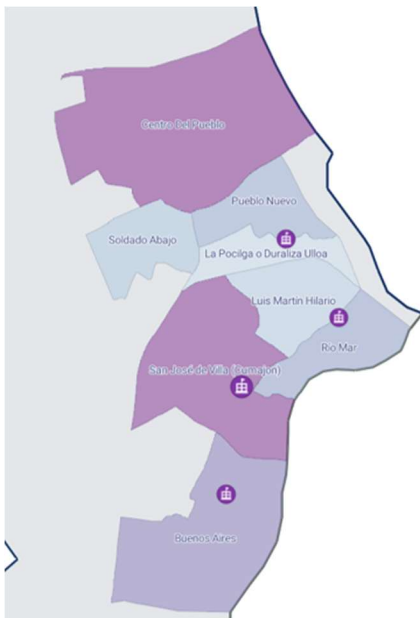 Centro Del Pueblo
Pueblo Nuevo
Soldado Abajo
La Pocilga o Duraliza Ulloa
Luis Martin Hilario
Rio Mar
San José de Villa (Cumajon)
Buenos Aires